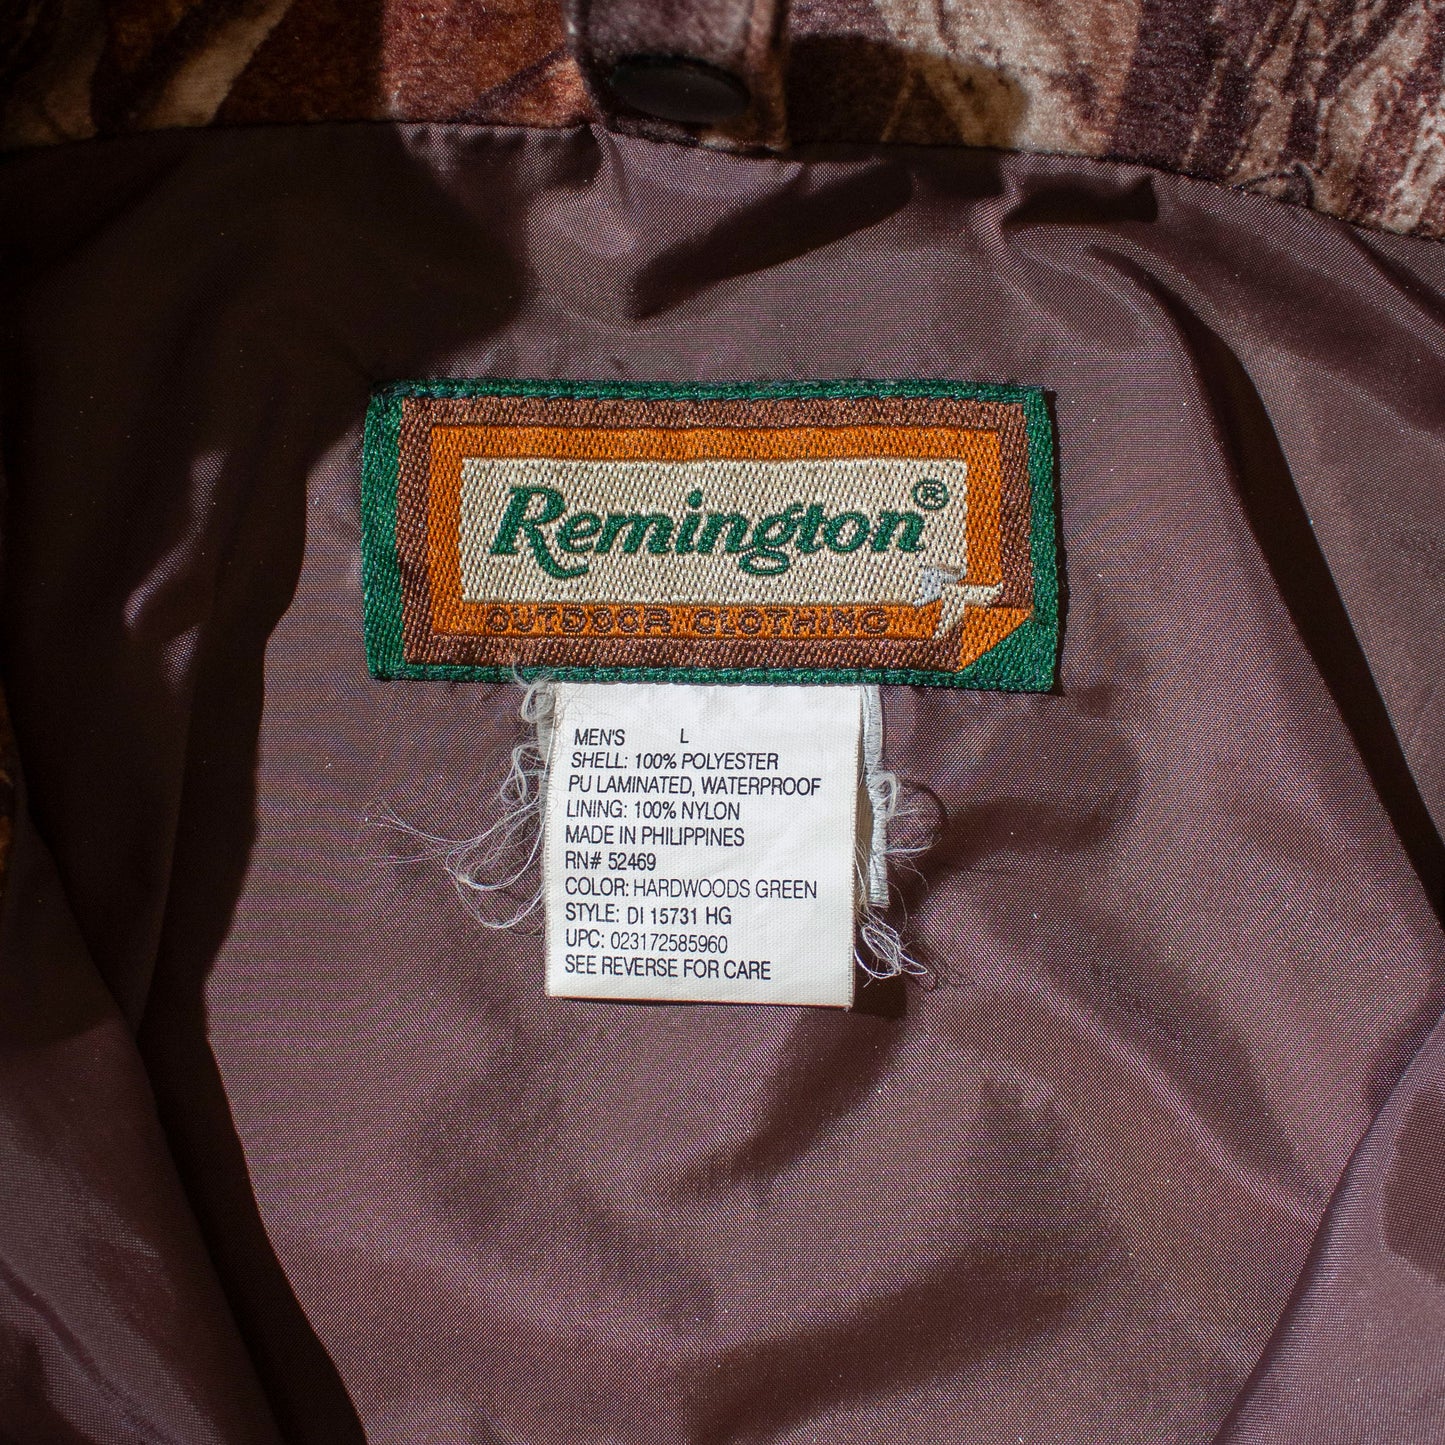 Remington®
OUTDOOR CLOTHING
MEN'S L
SHELL: 100% POLYESTER
PU LAMINATED, WATERPROOF
LINING: 100% NYLON
MADE IN PHILIPPINES
RN# 52469
COLOR: HARDWOODS GREEN
STYLE: DI 15731 HG
UPC: 023172585960
SEE REVERSE FOR CARE